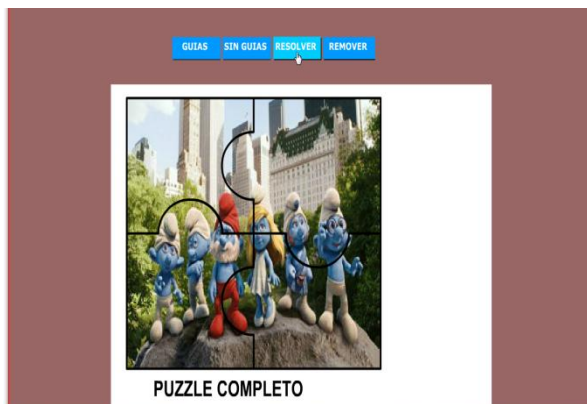 GUIAS
SIN GUIAS
RESOLVER
REMOVER
PUZZLE COMPLETO